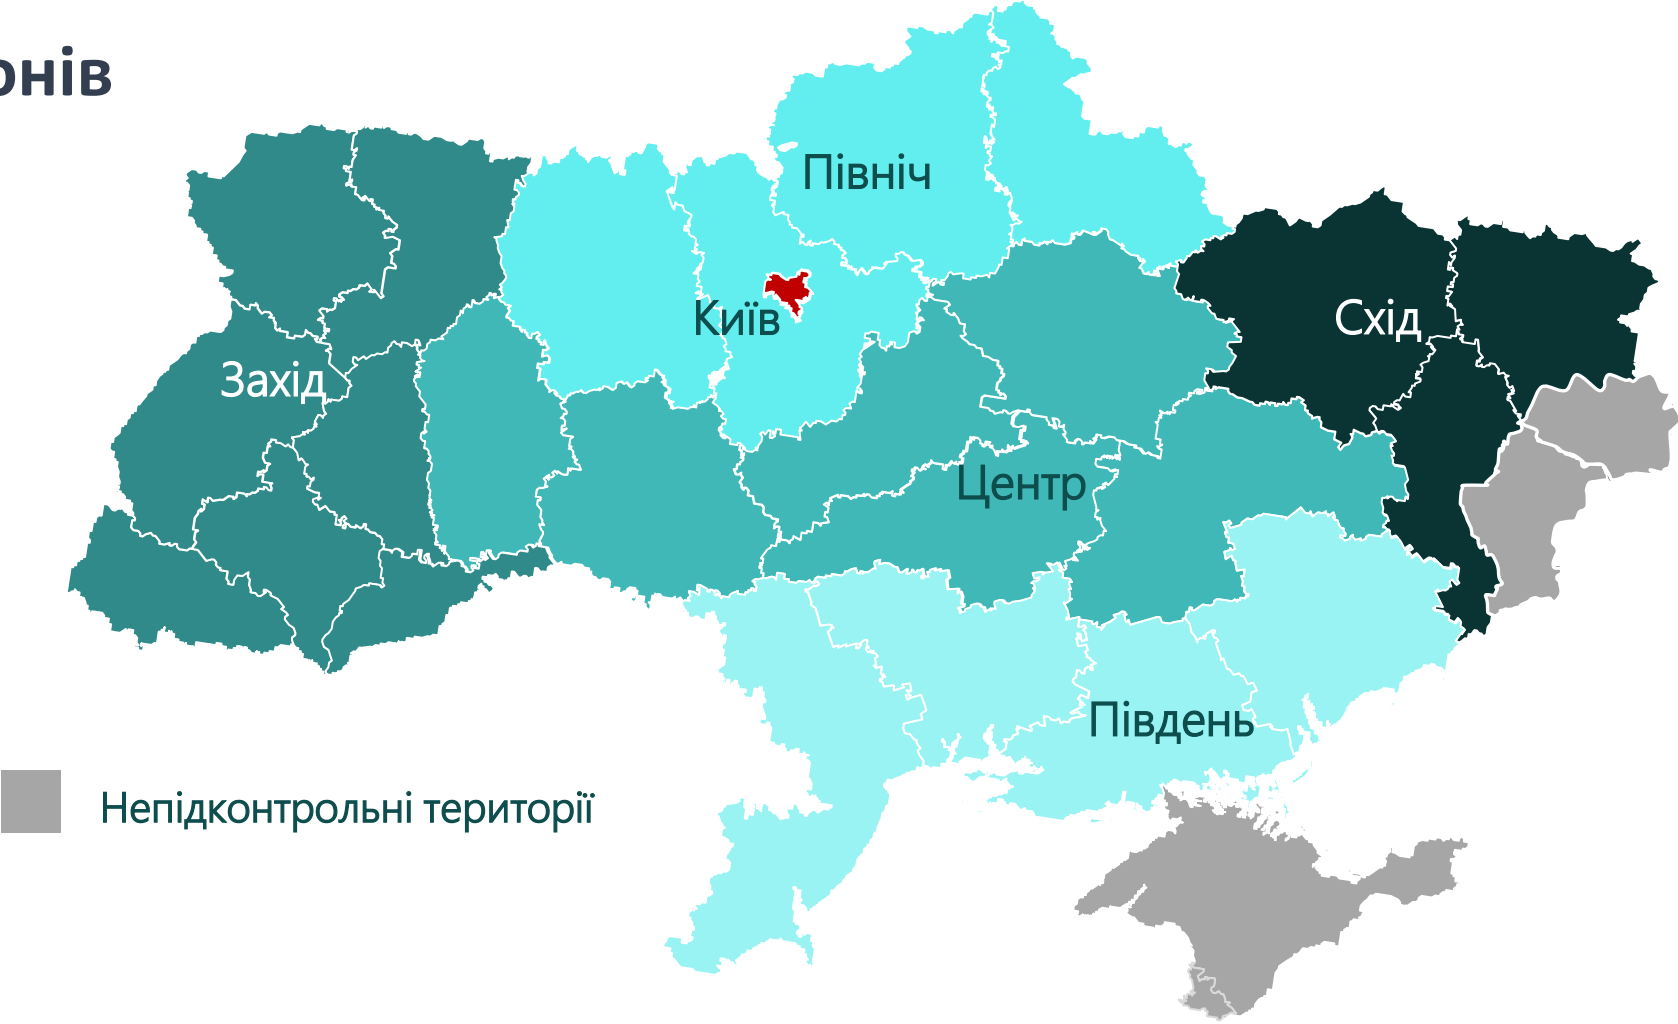 онів
Північ
Київ
Схід
Захід
Центр
Південь
Непідконтрольні території